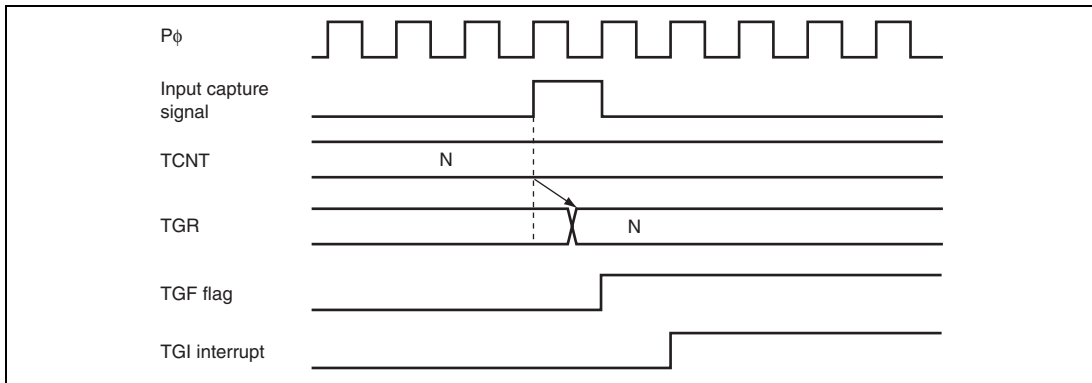 Pϕ
Input capture
signal
TCNT
N
TGR
N
TGF flag
TGI interrupt